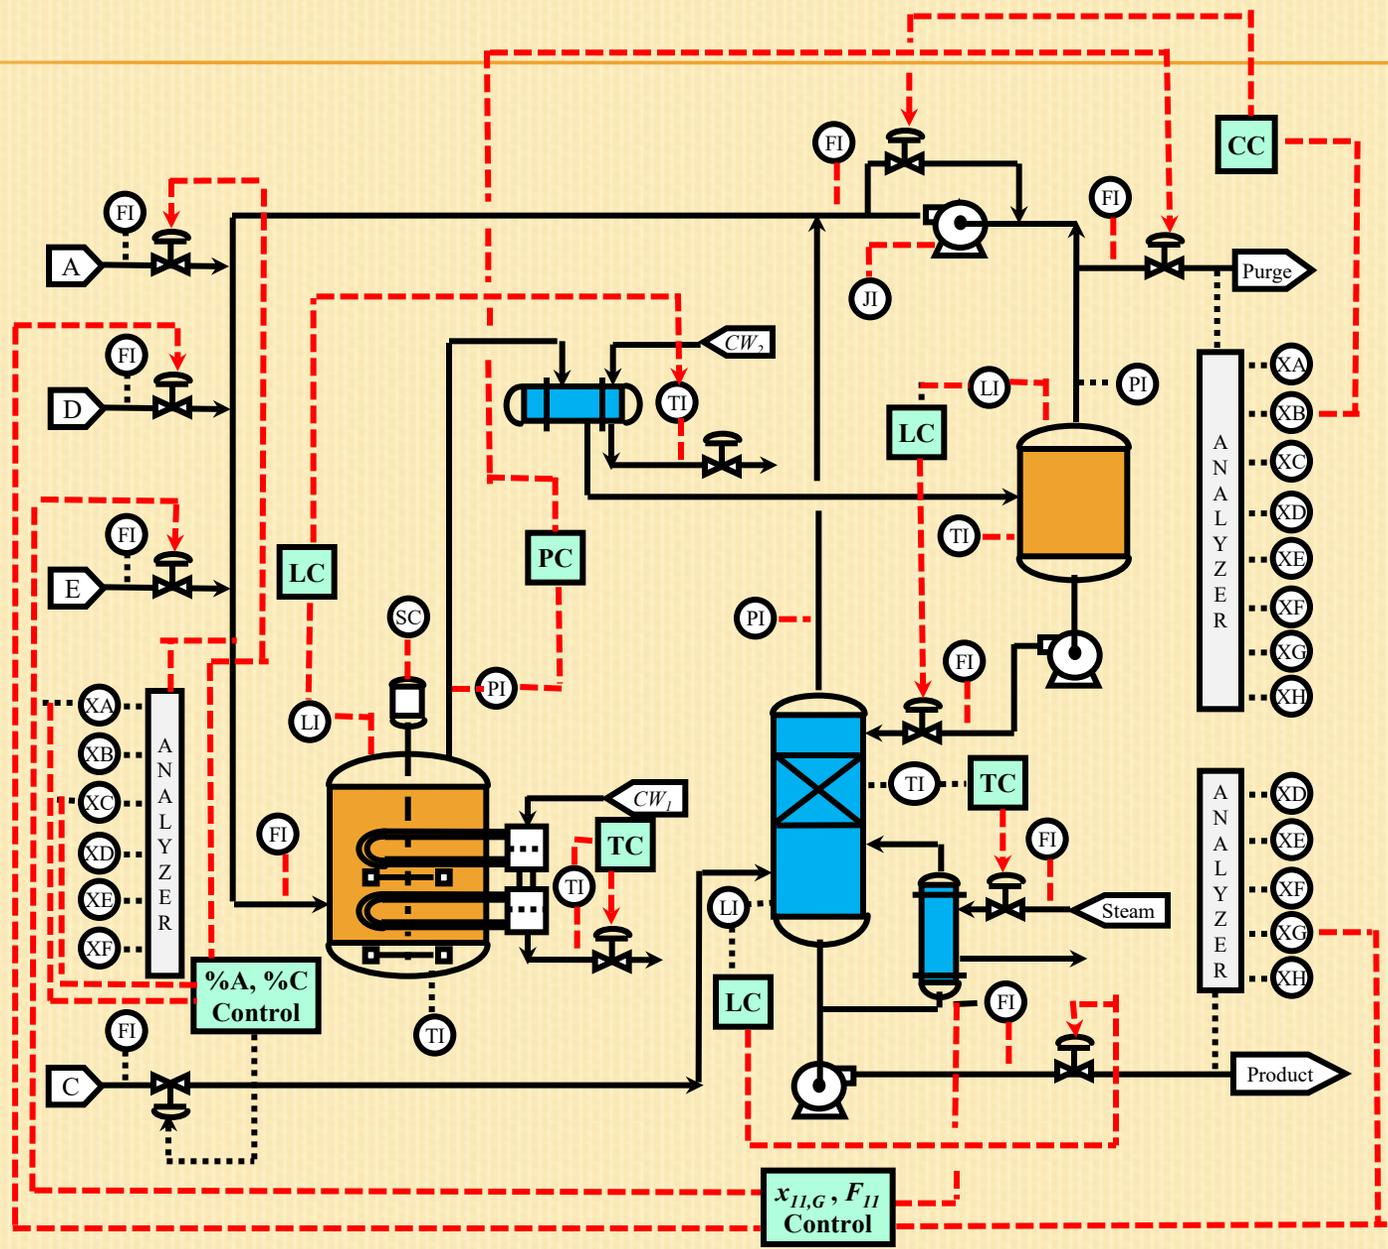 CC
FI
FI
FI
A
Purge
JI
CW2
FI
D
XA
PI
LI
TI
XB
LC
XC
XD
TI
FI
E
PC
LC
XE
XF
ANALYZER
SC
PI
XG
FI
PI
XH
XA
LI
XB
ANALYZER
TI
TC
XC
CW1
XD
FI
TC
FI
XE
XD
ANALYZER
XE
TI
XF
XF
LI
Steam
XG
XH
%A, %C
Control
LC
FI
FI
TI
C
Product
x11,G , F11
Control